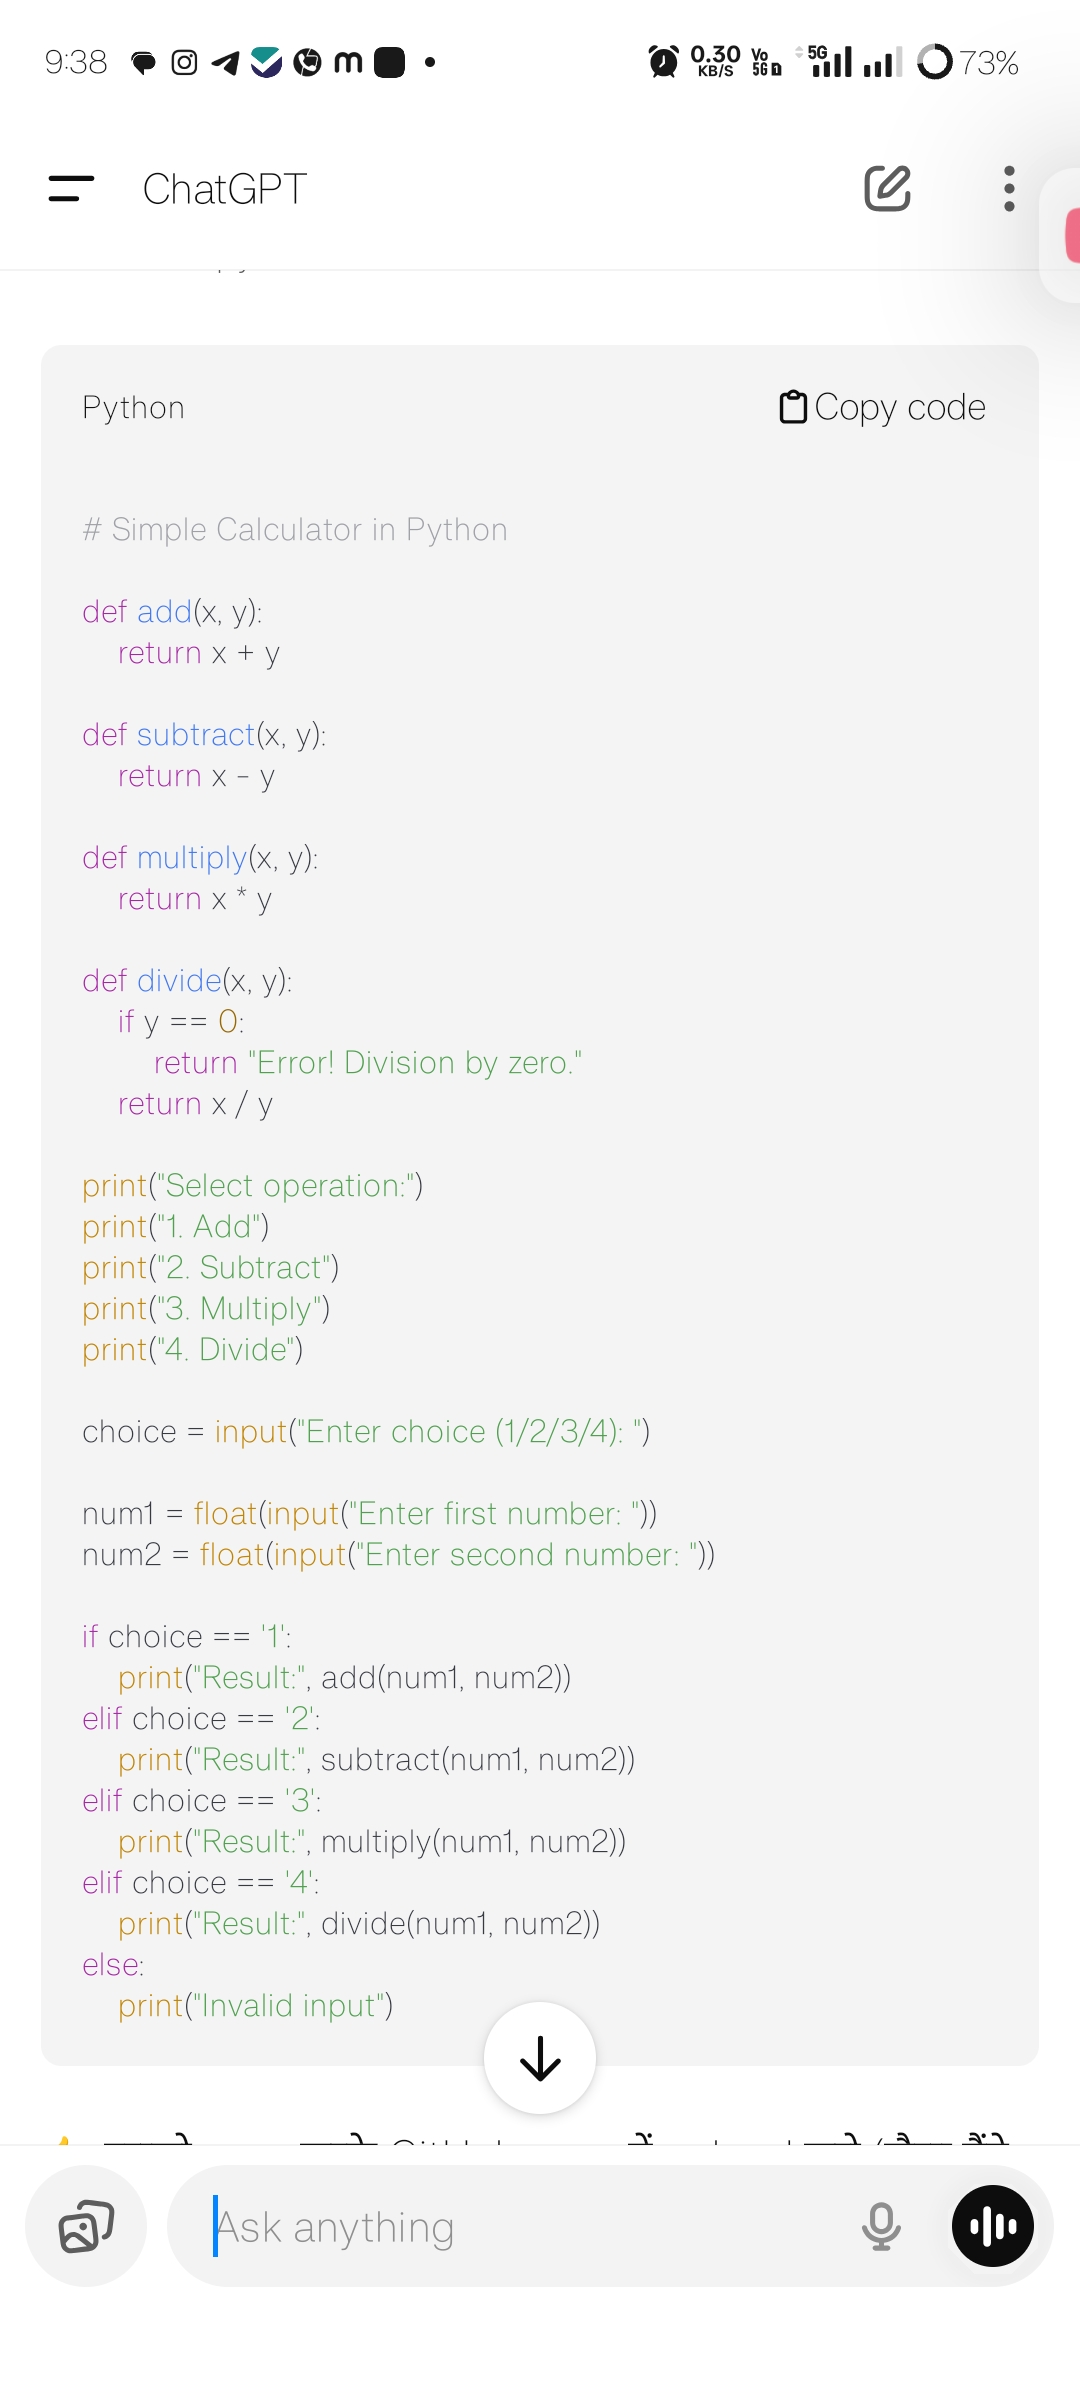 9:38
0.30
KB/S
Vo
5G
5G
73%
ChatGPT
Python
Copy code
# Simple Calculator in Python
def add(x, y):
    return x + y
def subtract(x, y):
    return x - y
def multiply(x, y):
    return x * y
def divide(x, y):
    if y == 0:
        return "Error! Division by zero."
    return x / y
print("Select operation:")
print("1. Add")
print("2. Subtract")
print("3. Multiply")
print("4. Divide")
choice = input("Enter choice (1/2/3/4): ")
num1 = float(input("Enter first number: "))
num2 = float(input("Enter second number: "))
if choice == '1':
    print("Result:", add(num1, num2))
elif choice == '2':
    print("Result:", subtract(num1, num2))
elif choice == '3':
    print("Result:", multiply(num1, num2))
elif choice == '4':
    print("Result:", divide(num1, num2))
else:
    print("Invalid input")
Ask anything